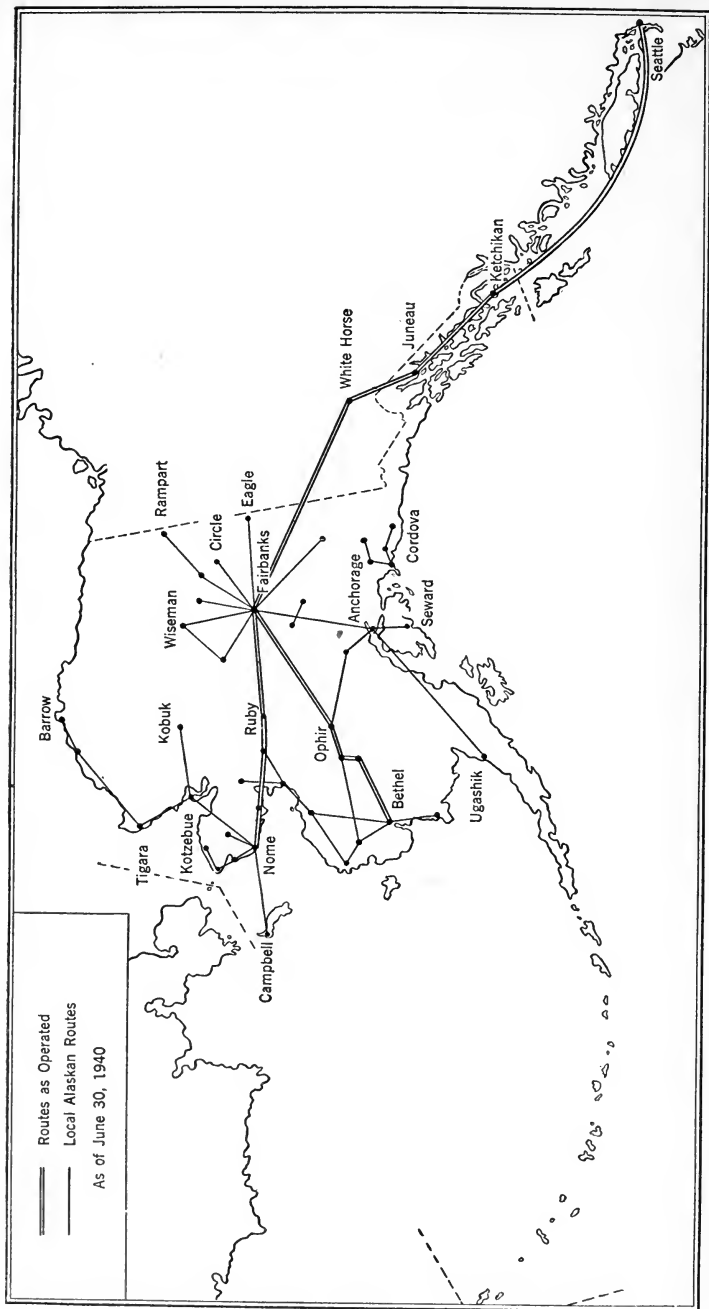 Routes as Operated
Local Alaskan Routes
As of June 30, 1940
Barrow
Tigara
Kobuk
Kotzebue
Wiseman
Rampart
Circle
Eagle
Fairbanks
Ruby
Nome
Campbell
Ophir
Bethel
Anchorage
Seward
Cordova
Ugashik
White Horse
Juneau
Ketchikan
Seattle